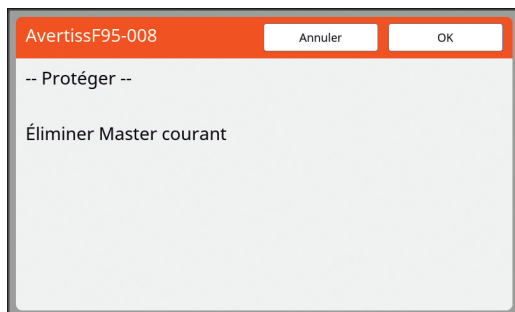 AvertissF95-008
Annuler
OK
-- Protéger --
Éliminer Master courant